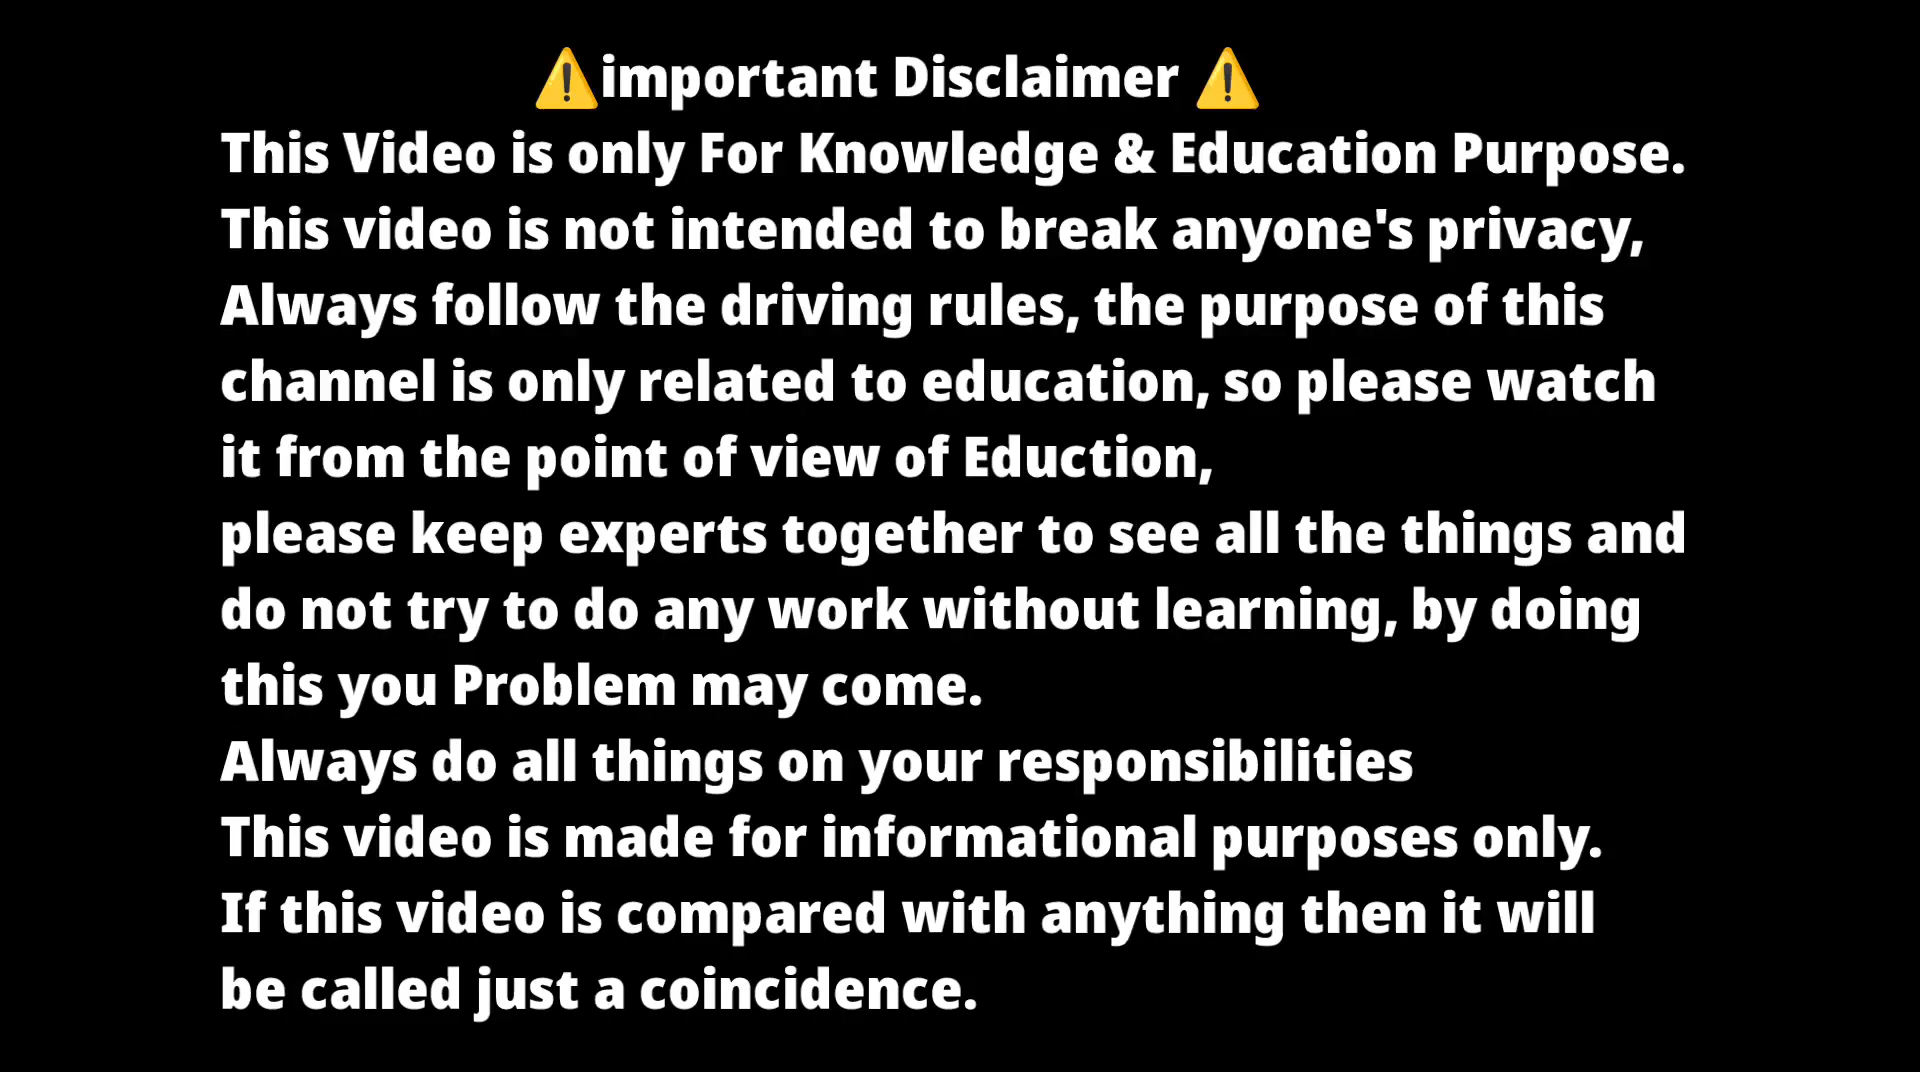 ⚠️important Disclaimer ⚠️
This Video is only For Knowledge & Education Purpose.
This video is not intended to break anyone's privacy,
Always follow the driving rules, the purpose of this
channel is only related to education, so please watch
it from the point of view of Eduction,
please keep experts together to see all the things and
do not try to do any work without learning, by doing
this you Problem may come.
Always do all things on your responsibilities
This video is made for informational purposes only.
If this video is compared with anything then it will
be called just a coincidence.